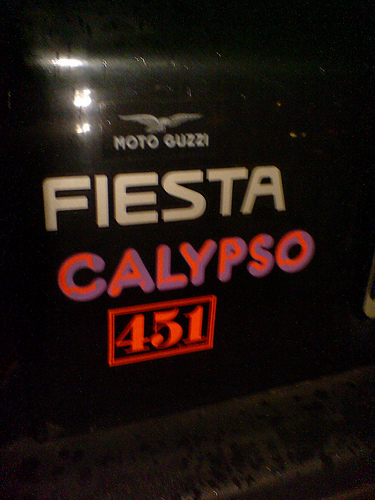 MOTO GUZZI
FIESTA
CALYPSO
451